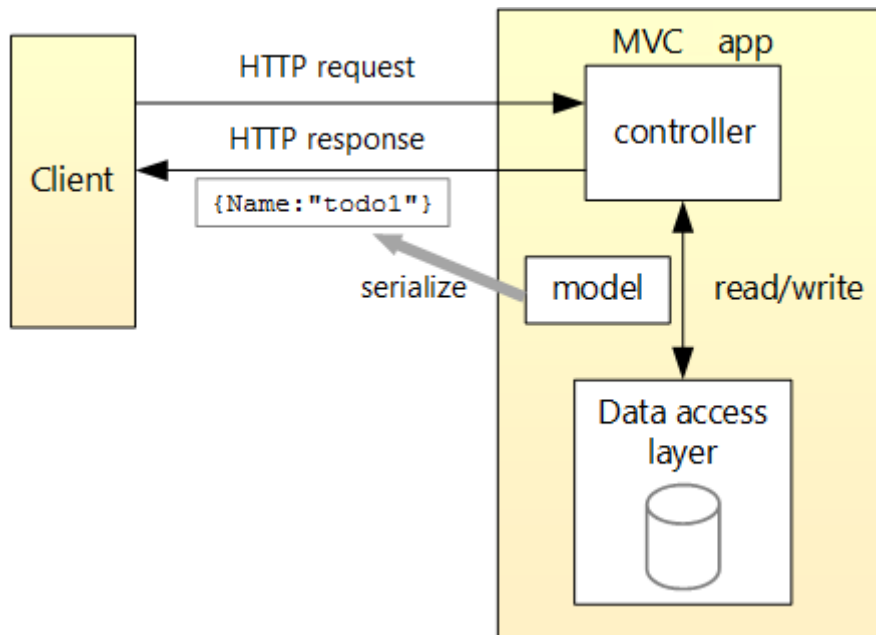 MVC app
HTTP request
controller
HTTP response
Client
{Name:"todo1"}
serialize
model
read/write
Data access
layer